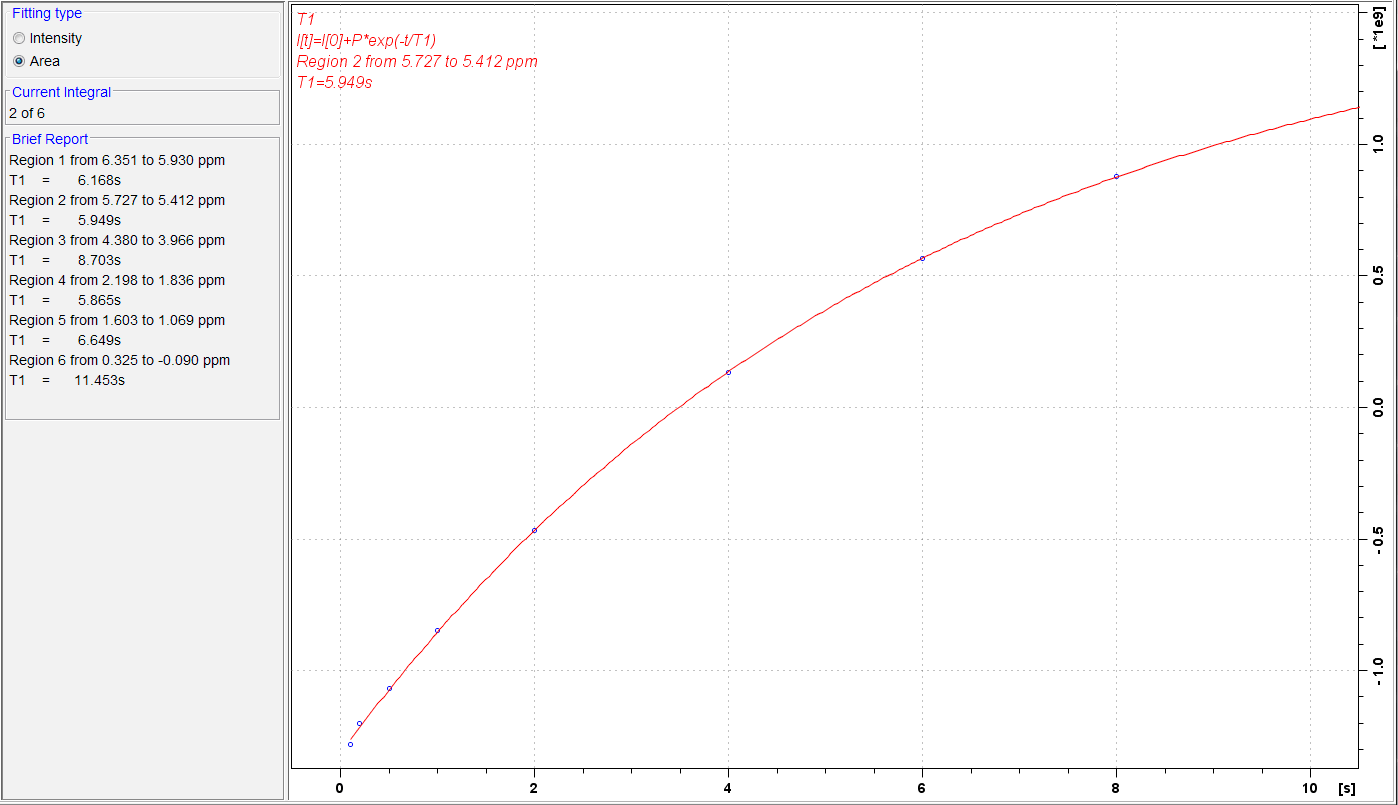 Fitting type
Intensity
Area
Current Integral
2 of 6
Brief Report
Region 1 from 6.351 to 5.930 ppm
T1 = 6.168s
Region 2 from 5.727 to 5.412 ppm
T1 = 5.949s
Region 3 from 4.380 to 3.966 ppm
T1 = 8.703s
Region 4 from 2.198 to 1.836 ppm
T1 = 5.865s
Region 5 from 1.603 to 1.069 ppm
T1 = 6.649s
Region 6 from 0.325 to -0.090 ppm
T1 = 11.453s
T1
I[t]=I[0]+P*exp(-t/T1)
Region 2 from 5.727 to 5.412 ppm
T1=5.949s
[*1e9]
1.0
0.5
0.0
-0.5
-1.0
0 2 4 6 8 10 [s]